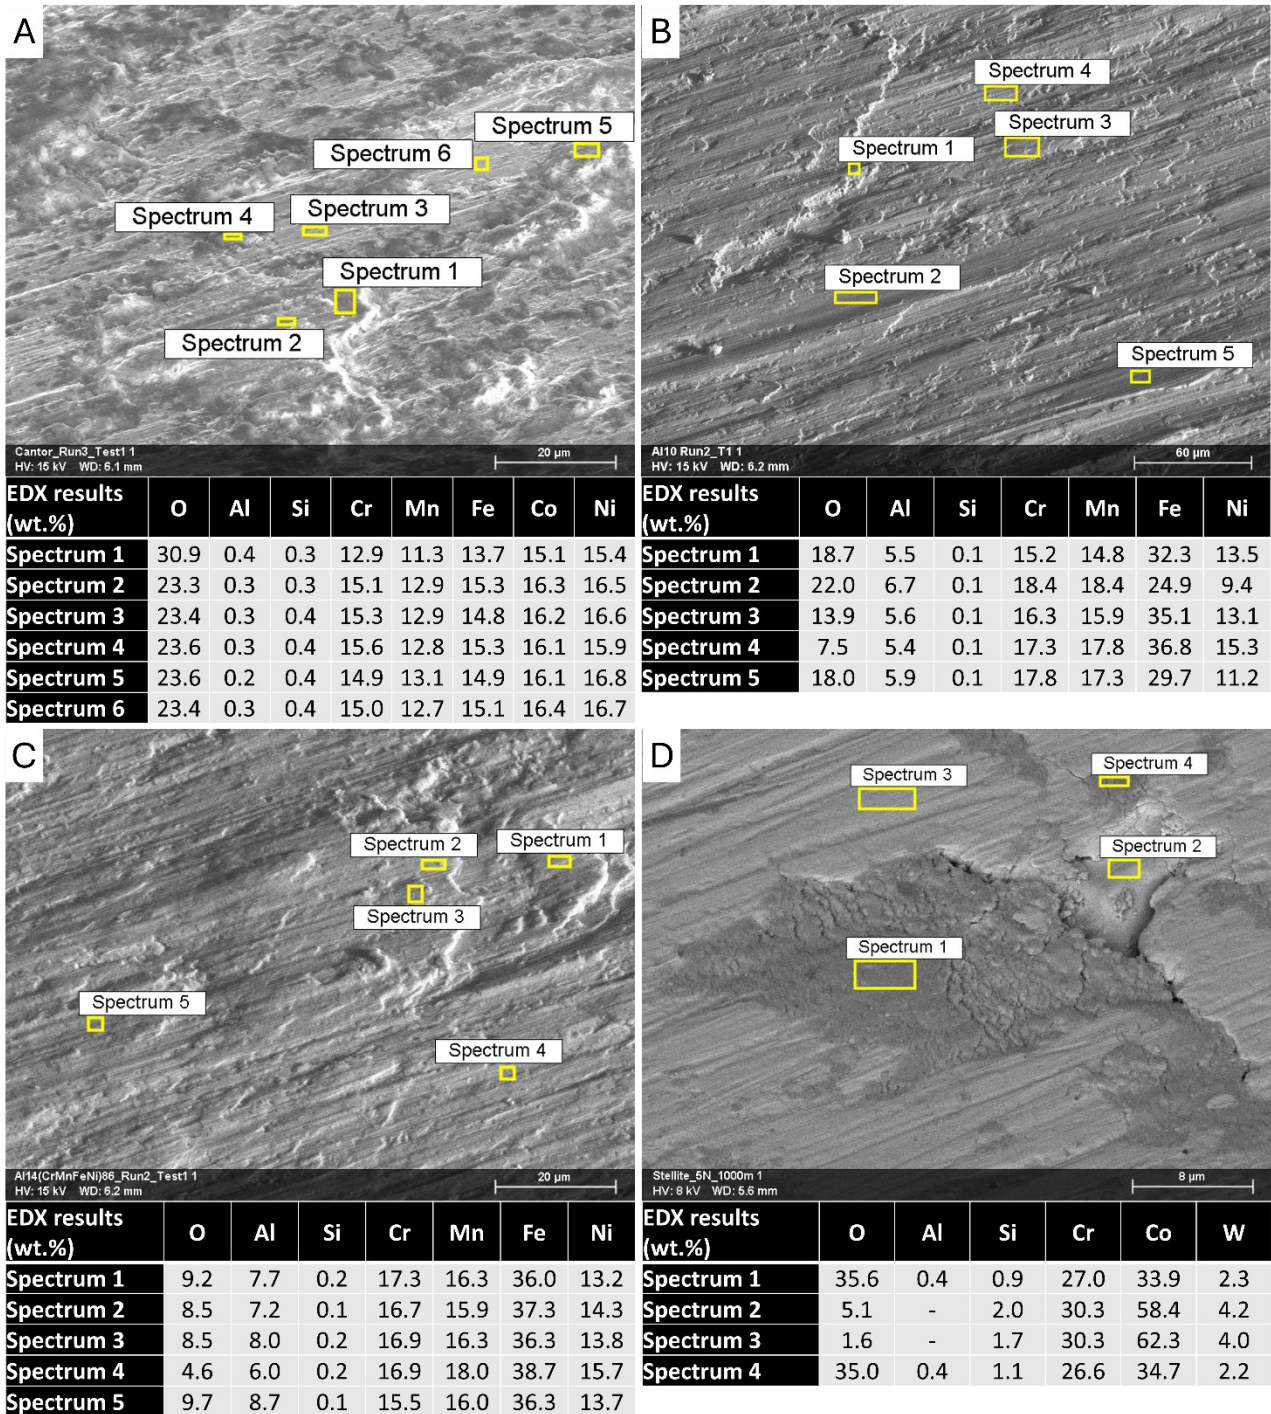 A
Spectrum 5
Spectrum 6
Spectrum 3
Spectrum 4
Spectrum 1
Spectrum 2
Cantor_Run3_Test1 1
HV: 15 kV WD: 6.1 mm
20 µm
EDX results (wt.%) O Al Si Cr Mn Fe Co Ni
Spectrum 1 30.9 0.4 0.3 12.9 11.3 13.7 15.1 15.4
Spectrum 2 23.3 0.3 0.3 15.1 12.9 15.3 16.3 16.5
Spectrum 3 23.4 0.3 0.4 15.3 12.9 14.8 16.2 16.6
Spectrum 4 23.6 0.3 0.4 15.6 12.8 15.3 16.1 15.9
Spectrum 5 23.6 0.2 0.4 14.9 13.1 14.9 16.1 16.8
Spectrum 6 23.4 0.3 0.4 15.0 12.7 15.1 16.4 16.7
B
Spectrum 4
Spectrum 3
Spectrum 1
Spectrum 2
Spectrum 5
Al10 Run2_T1 1
HV: 15 kV WD: 6.2 mm
60 µm
EDX results (wt.%) O Al Si Cr Mn Fe Ni
Spectrum 1 18.7 5.5 0.1 15.2 14.8 32.3 13.5
Spectrum 2 22.0 6.7 0.1 18.4 18.4 24.9 9.4
Spectrum 3 13.9 5.6 0.1 16.3 15.9 35.1 13.1
Spectrum 4 7.5 5.4 0.1 17.3 17.8 36.8 15.3
Spectrum 5 18.0 5.9 0.1 17.8 17.3 29.7 11.2
C
Spectrum 2
Spectrum 1
Spectrum 3
Spectrum 5
Spectrum 4
Al14(CrMnFeNi)86_Run2_Test1 1
HV: 15 kV WD: 6.2 mm
20 µm
EDX results (wt.%) O Al Si Cr Mn Fe Ni
Spectrum 1 9.2 7.7 0.2 17.3 16.3 36.0 13.2
Spectrum 2 8.5 7.2 0.1 16.7 15.9 37.3 14.3
Spectrum 3 8.5 8.0 0.2 16.9 16.3 36.3 13.8
Spectrum 4 4.6 6.0 0.2 16.9 18.0 38.7 15.7
Spectrum 5 9.7 8.7 0.1 15.5 16.0 36.3 13.7
D
Spectrum 4
Spectrum 3
Spectrum 2
Spectrum 1
Stellite_5N_1000m 1
HV: 8 kV WD: 5.6 mm
8 µm
EDX results (wt.%) O Al Si Cr Co W
Spectrum 1 35.6 0.4 0.9 27.0 33.9 2.3
Spectrum 2 5.1 - 2.0 30.3 58.4 4.2
Spectrum 3 1.6 - 1.7 30.3 62.3 4.0
Spectrum 4 35.0 0.4 1.1 26.6 34.7 2.2